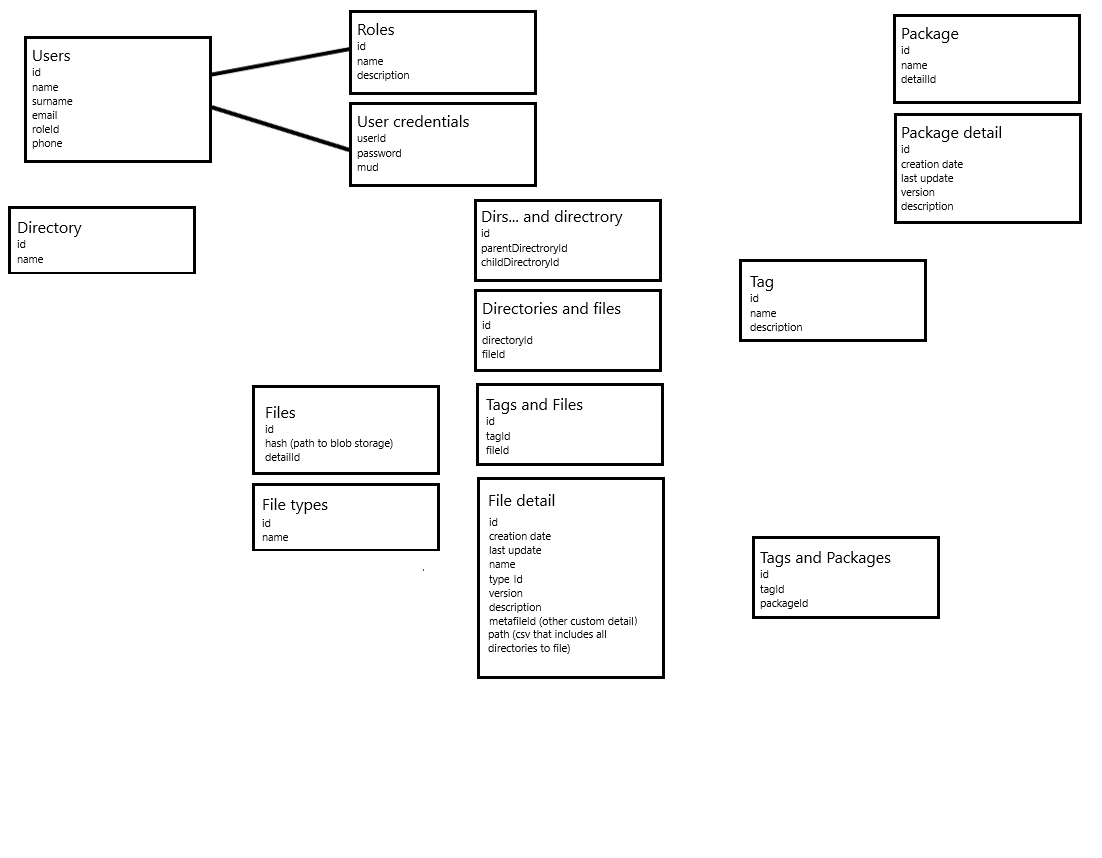 Users
id
name
surname
email
roleId
phone
Roles
id
name
description
User credentials
userId
password
mud
Package
id
name
detailId
Package detail
id
creation date
last update
version
description
Directory
id
name
Dirs... and directrory
id
parentDirectroryId
childDirectroryId
Directories and files
id
directoryId
fileId
Tag
id
name
description
Files
id
hash (path to blob storage)
detailId
Tags and Files
id
tagId
fileId
File types
id
name
File detail
id
creation date
last update
name
type Id
version
description
metafileId (other custom detail)
path (csv that includes all
directories to file)
Tags and Packages
id
tagId
packageId